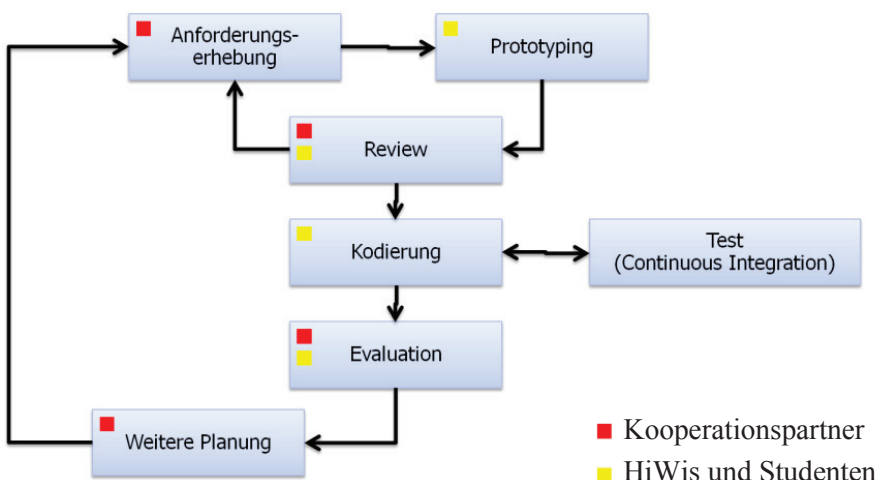 Anforderungs-
erhebung
Prototyping
Review
Kodierung
Test
(Continuous Integration)
Evaluation
Weitere Planung
Kooperationspartner
HiWis und Studenten